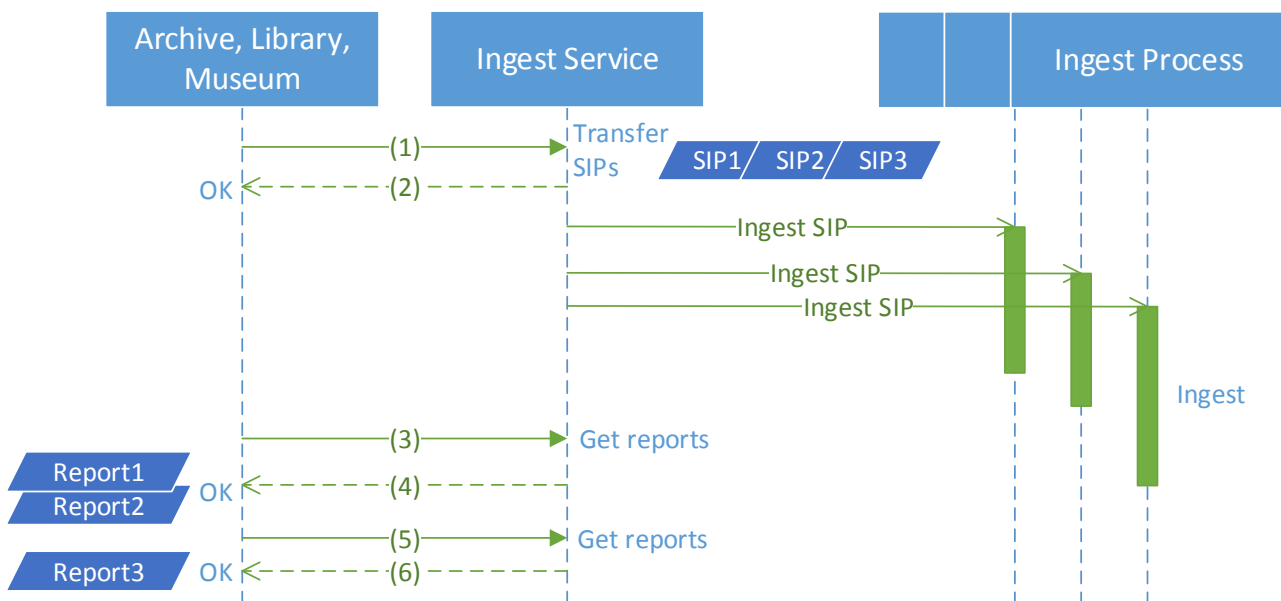 Archive, Library,
Museum
Ingest Service
Ingest Process
(1)
Transfer
SIPs
SIP1
SIP2
SIP3
OK
(2)
Ingest SIP
Ingest SIP
Ingest SIP
Ingest
(3)
Get reports
Report1
OK
(4)
Report2
(5)
Get reports
Report3
OK
(6)